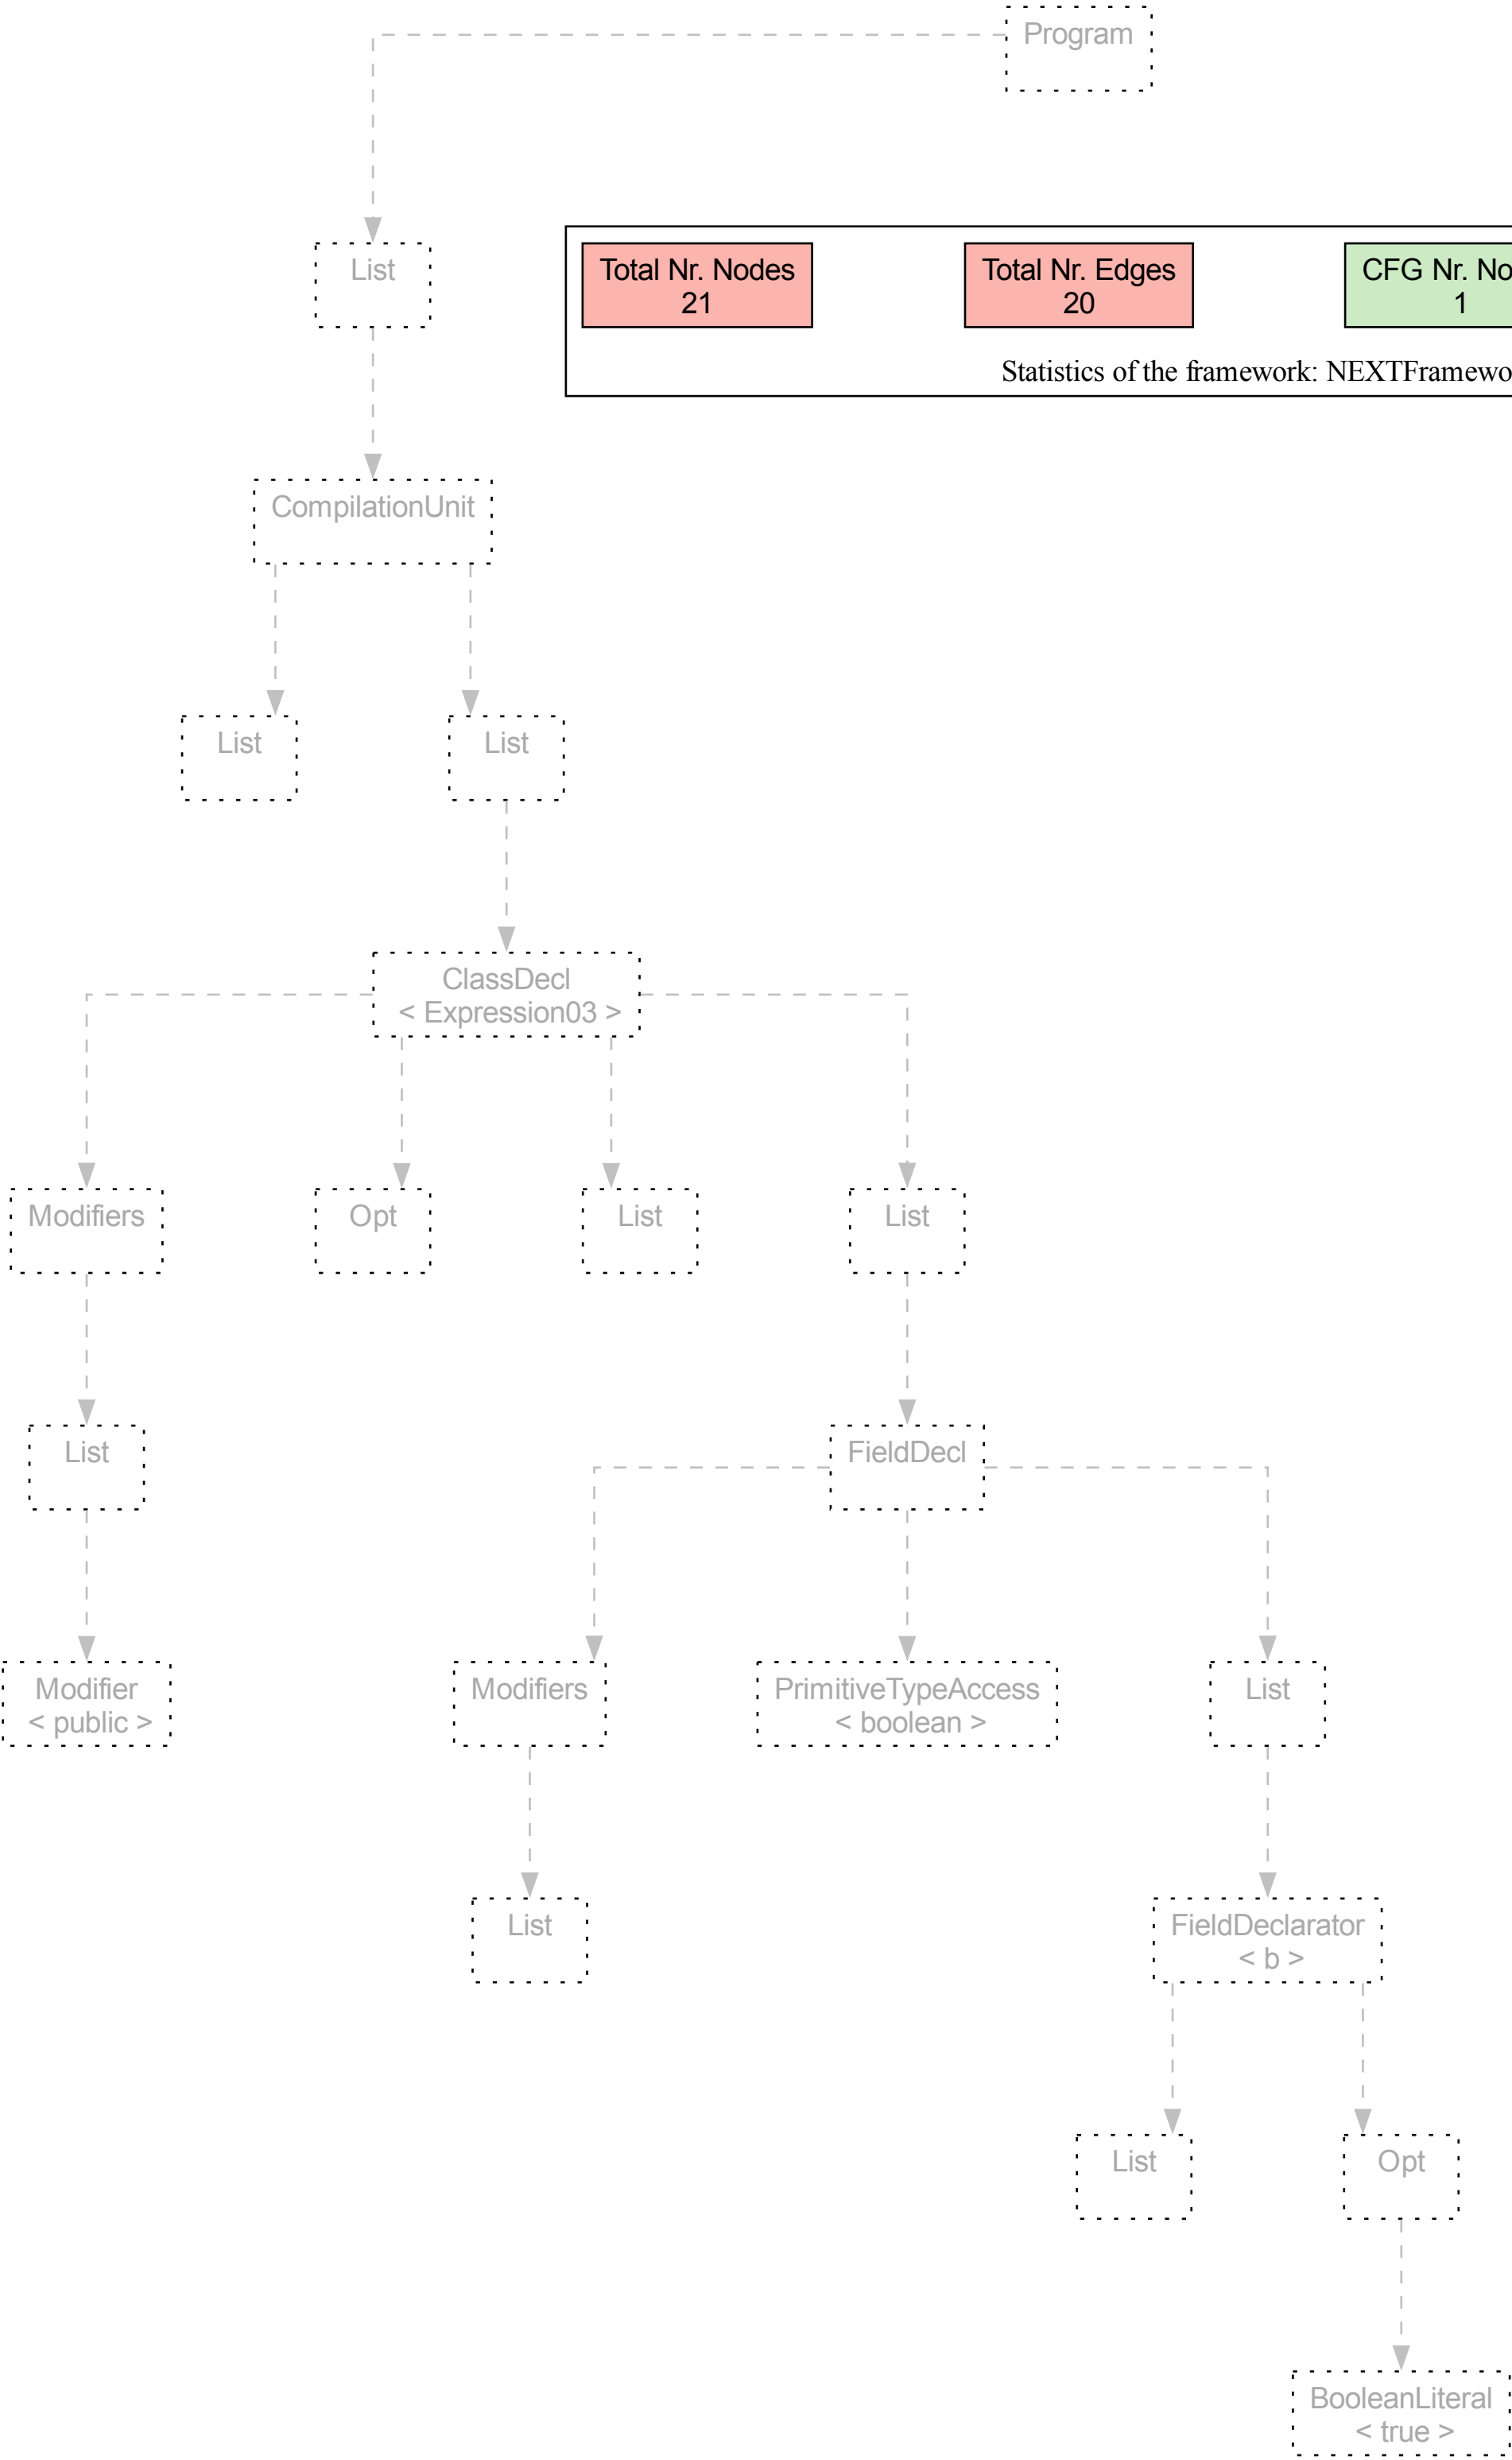 Program
List
Total Nr. Nodes
21
Total Nr. Edges
20
CFG Nr.
1
Statistics of the framework:
CompilationUnit
List
List
ClassDecl
< Expression03 >
Modifiers
Opt
List
List
List
FieldDecl
Modifier
< public >
Modifiers
PrimitiveTypeAccess
< boolean >
List
List
FieldDeclarator
< b >
List
Opt
BooleanLiteral
< true >